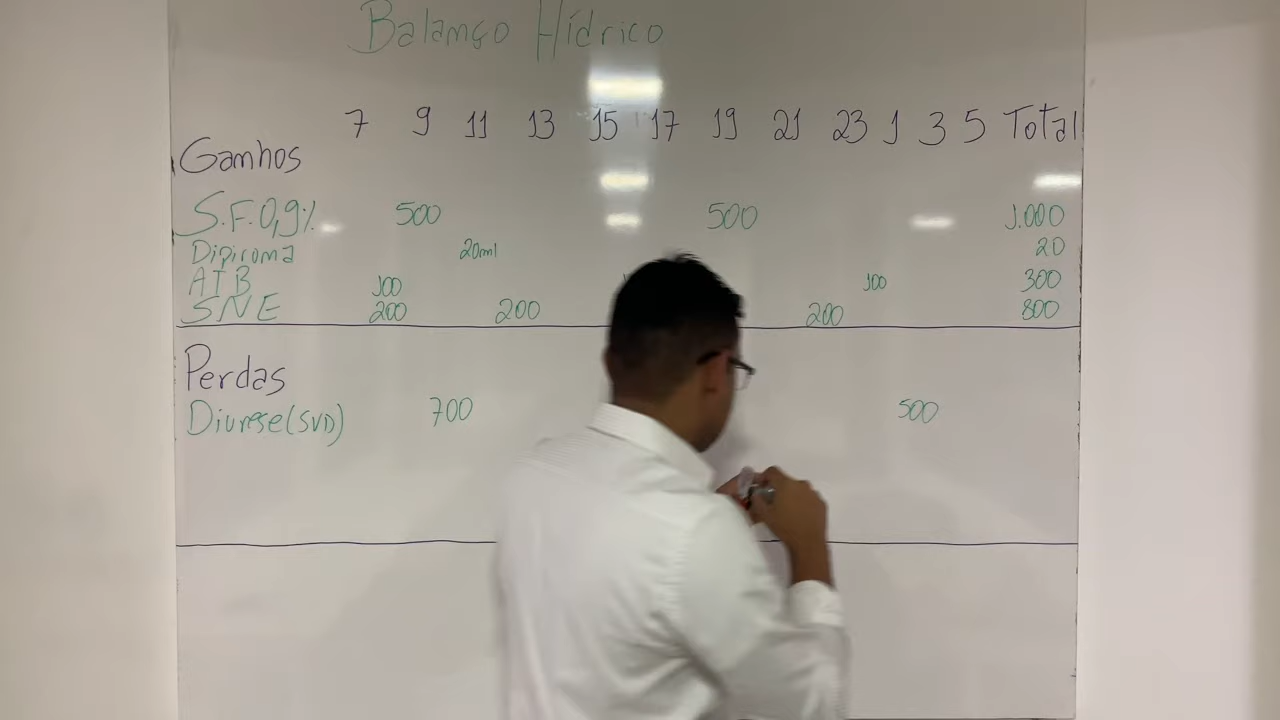 Balanço Hídrico
7 9 11 13 15 17 19 21 23 1 3 5 Total
Ganhos
S.F. 0,9% 500 500 1.000
Dipirona 20ml 20
ATB 100 100 300
SNE 200 200 200 800
Perdas
Diurese(SVD) 700 500